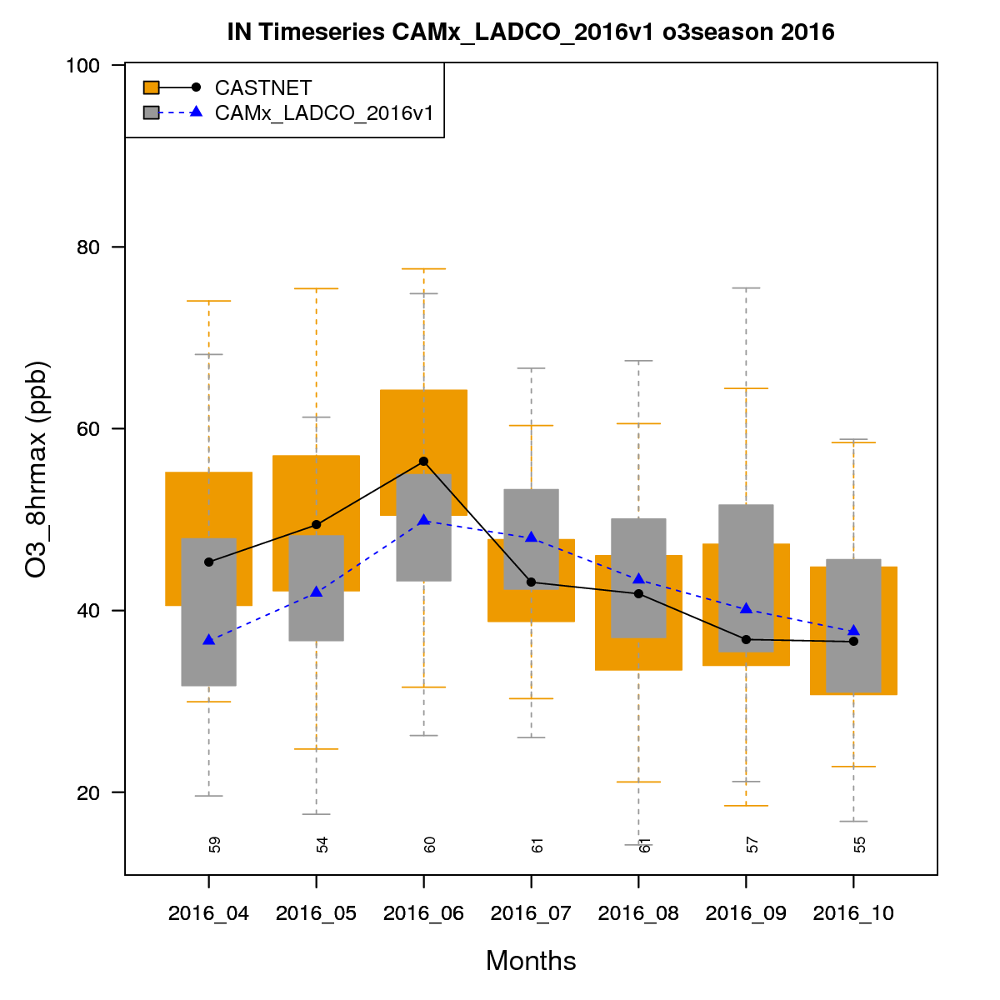 IN Timeseries CAMx_LADCO_2016v1 o3season 2016
CASTNET
CAMx_LADCO_2016v1
100
80
60
40
20
O3_8hrmax (ppb)
59 54 60 61 61 57 55
2016_04 2016_05 2016_06 2016_07 2016_08 2016_09 2016_10
Months